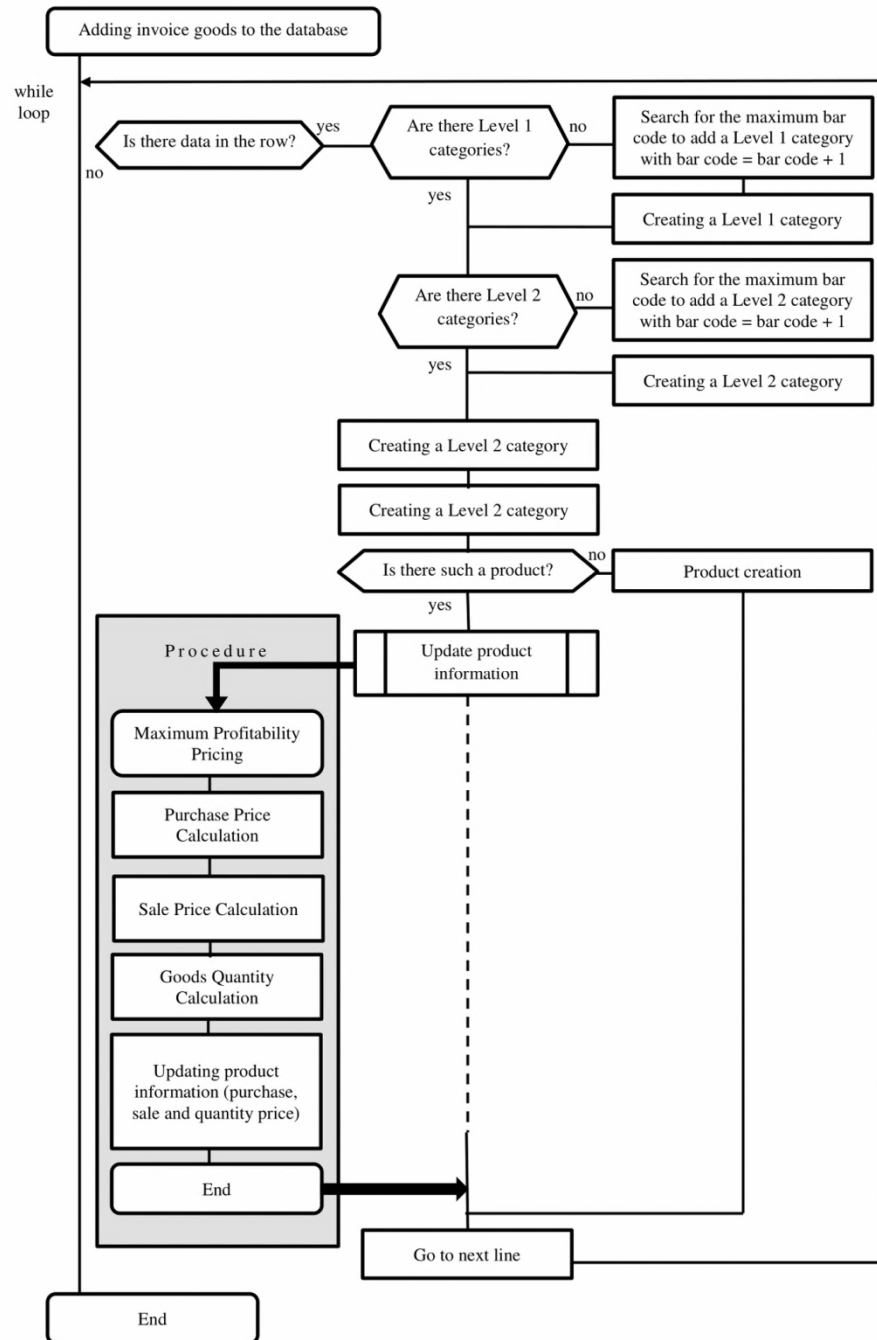 Adding invoice goods to the database
while
loop
Is there data in the row?
yes
no
Are there Level 1
categories?
no
yes
Search for the maximum bar
code to add a Level 1 category
with bar code = bar code + 1
Creating a Level 1 category
Are there Level 2
categories?
no
yes
Search for the maximum bar
code to add a Level 2 category
with bar code = bar code + 1
Creating a Level 2 category
Creating a Level 2 category
Creating a Level 2 category
Is there such a product?
no
yes
Product creation
Update product
information
Procedure
Maximum Profitability
Pricing
Purchase Price
Calculation
Sale Price Calculation
Goods Quantity
Calculation
Updating product
information (purchase,
sale and quantity price)
End
Go to next line
End